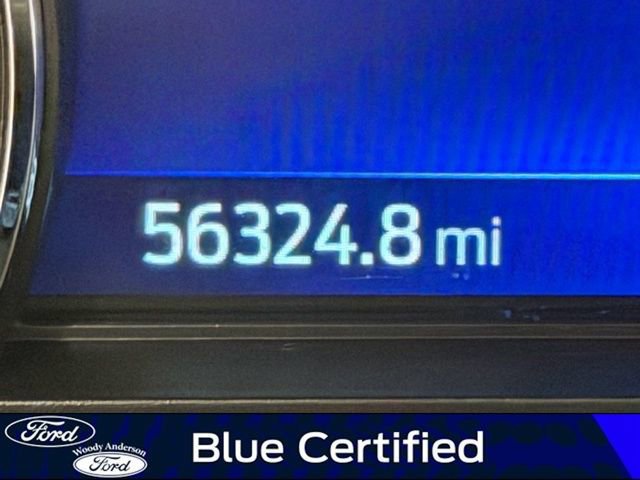 56324.8 mi
Ford
Woody Anderson
Ford
Blue Certified